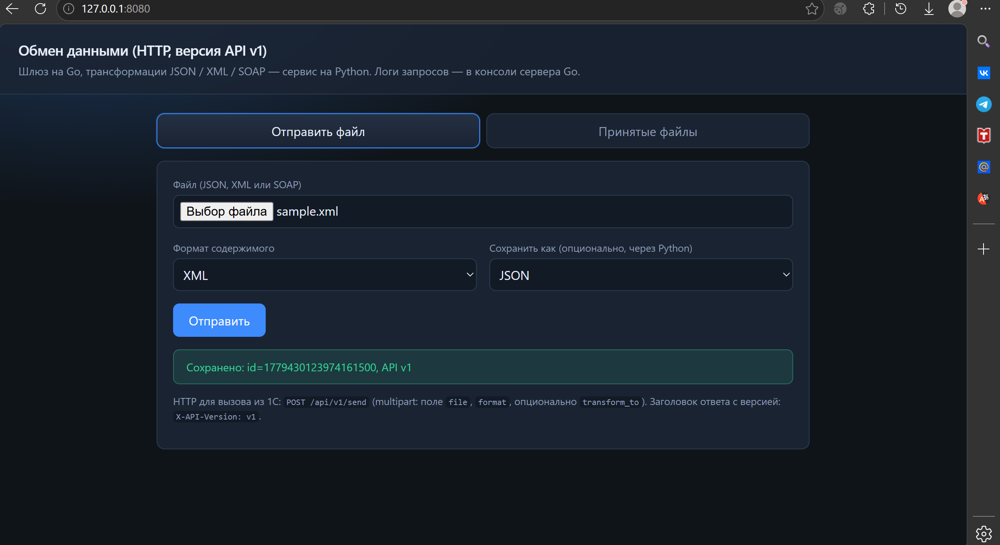 127.0.0.1:8080
Обмен данными (HTTP, версия API v1)
Шлюз на Go, трансформации JSON / XML / SOAP — сервис на Python. Логи запросов — в консоли сервера Go.
Отправить файл
Принятые файлы
Файл (JSON, XML или SOAP)
Выбор файла sample.xml
Формат содержимого
Сохранить как (опционально, через Python)
XML
JSON
Отправить
Сохранено: id=1779430123974161500, API v1
HTTP для вызова из 1С: POST /api/v1/send (multipart: поле file, format, опционально transform_to). Заголовок ответа с версией:
X-API-Version: v1.